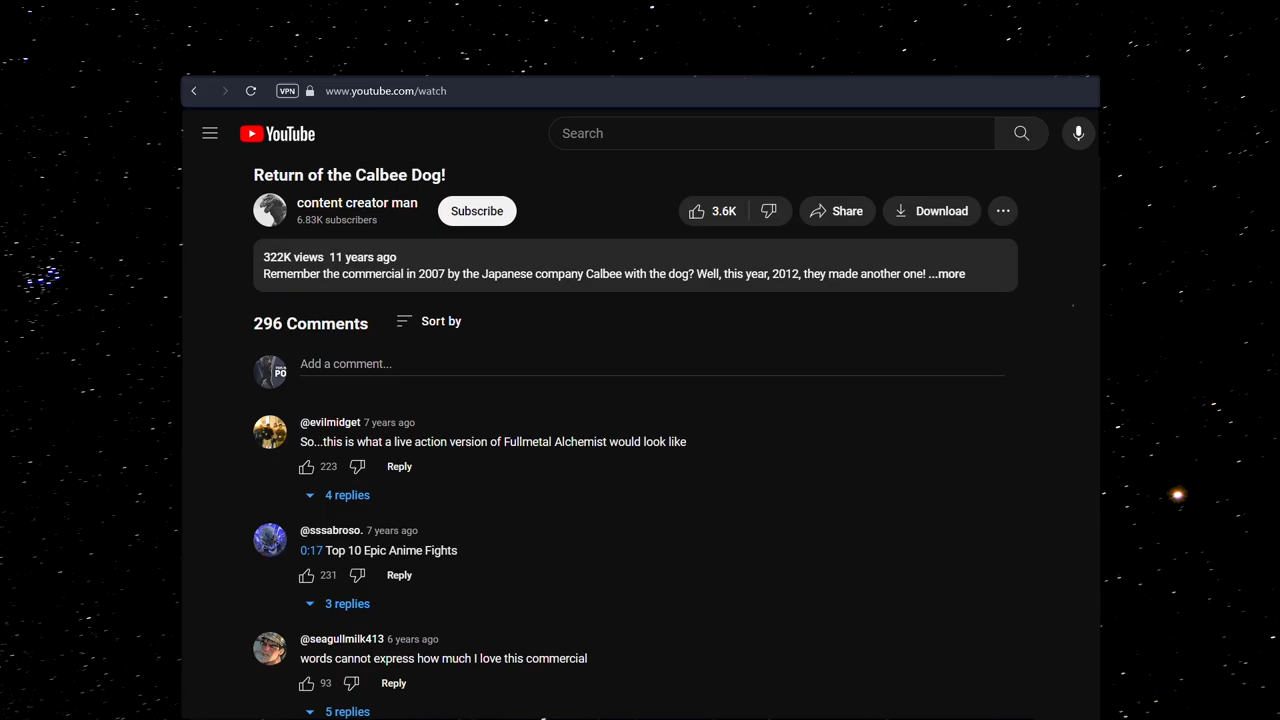 VPN www.youtube.com/watch
YouTube
Search
Return of the Calbee Dog!
content creator man
6.83K subscribers
Subscribe
3.6K
Share
Download
322K views 11 years ago
Remember the commercial in 2007 by the Japanese company Calbee with the dog? Well, this year, 2012, they made another one! ...more
296 Comments
Sort by
PO
Add a comment...
@evilmidget 7 years ago
So...this is what a live action version of Fullmetal Alchemist would look like
223
Reply
4 replies
@sssabroso. 7 years ago
0:17 Top 10 Epic Anime Fights
231
Reply
3 replies
@seagullmilk413 6 years ago
words cannot express how much I love this commercial
93
Reply
5 replies